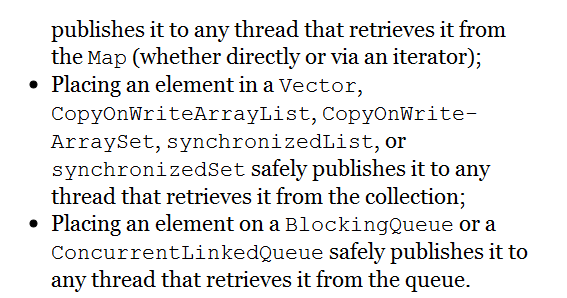 publishes it to any thread that retrieves it from
the Map (whether directly or via an iterator);
• Placing an element in a Vector,
CopyOnWriteArrayList, CopyOnWrite-
ArraySet, synchronizedList, or
synchronizedSet safely publishes it to any
thread that retrieves it from the collection;
• Placing an element on a BlockingQueue or a
ConcurrentLinkedQueue safely publishes it to
any thread that retrieves it from the queue.